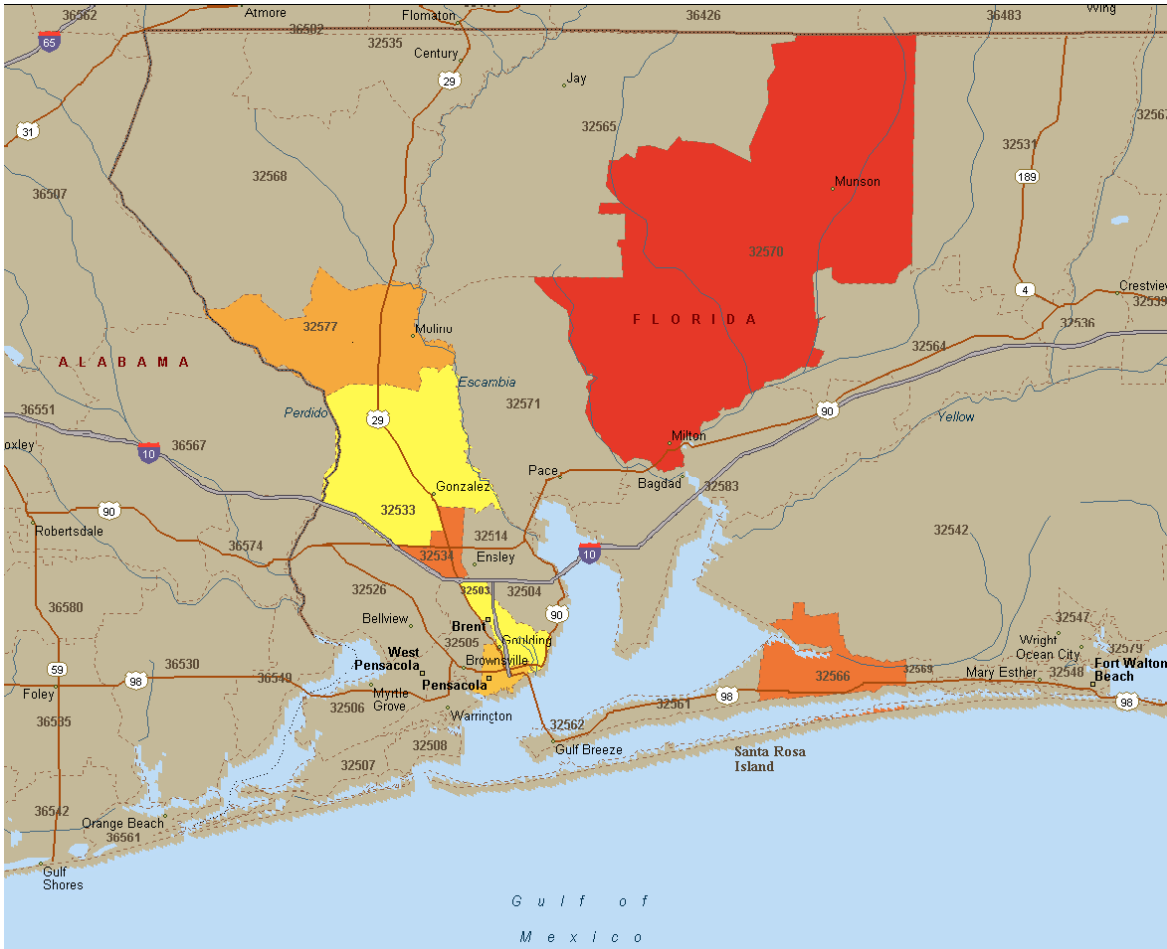 36562
Atmore
Flomaton
36426
36483
Wing
36502
65
32535
Century
29
Jay
31
32565
32567
32531
32568
189
36507
Munson
32570
4
Crestview
32539
32577
FLORIDA
Mulino
32536
32564
ALABAMA
Escambia
32571
36551
Perdido
29
90
Yellow
oxley
36567
10
Milton
Pace
Bagdad
Gonzalez
32583
90
32533
Robertsdale
32514
32542
36574
32534
Ensley
10
32526
32503
32504
36580
90
Bellview
Brent
32547
Goulding
32505
Wright
Ocean City
32579
West
Pensacola
Brownsville
59
36530
98
36549
32566
32569
Mary Esther
32548
Fort Walton
Beach
Foley
Pensacola
Myrtle
Grove
98
98
32506
32561
36535
Warrington
32562
32508
Gulf Breeze
Santa Rosa
Island
32507
36542
Orange Beach
36561
Gulf
Shores
Gulf of
Mexico